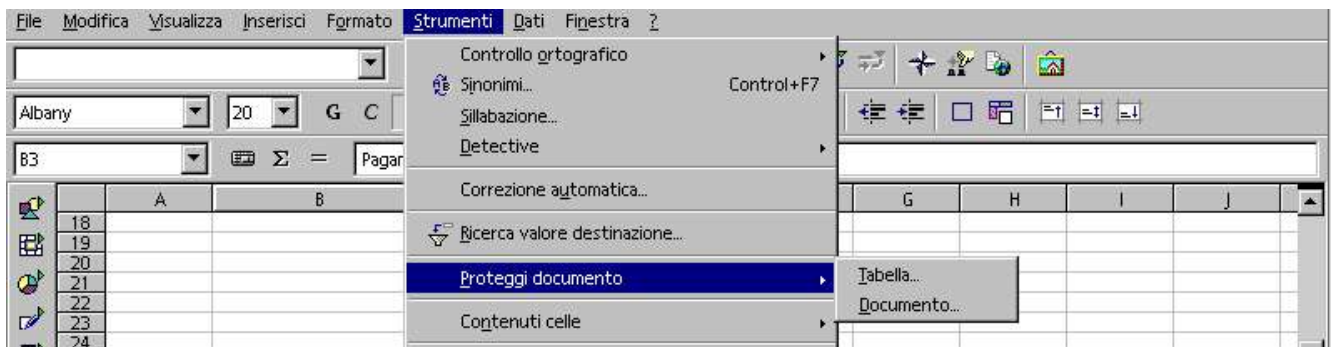 File Modifica Visualizza Inserisci Formato Strumenti Dati Finestra ?
Controllo ortografico
Sinonimi... Control+F7
Albany 20 G C
Sillabazione...
B3 Σ = Pagar
Detective
Correzione automatica...
A B G H I J
18
19
Ricerca valore destinazione...
20
21
Proteggi documento Tabella...
22
Documento...
23
Contenuti celle
24